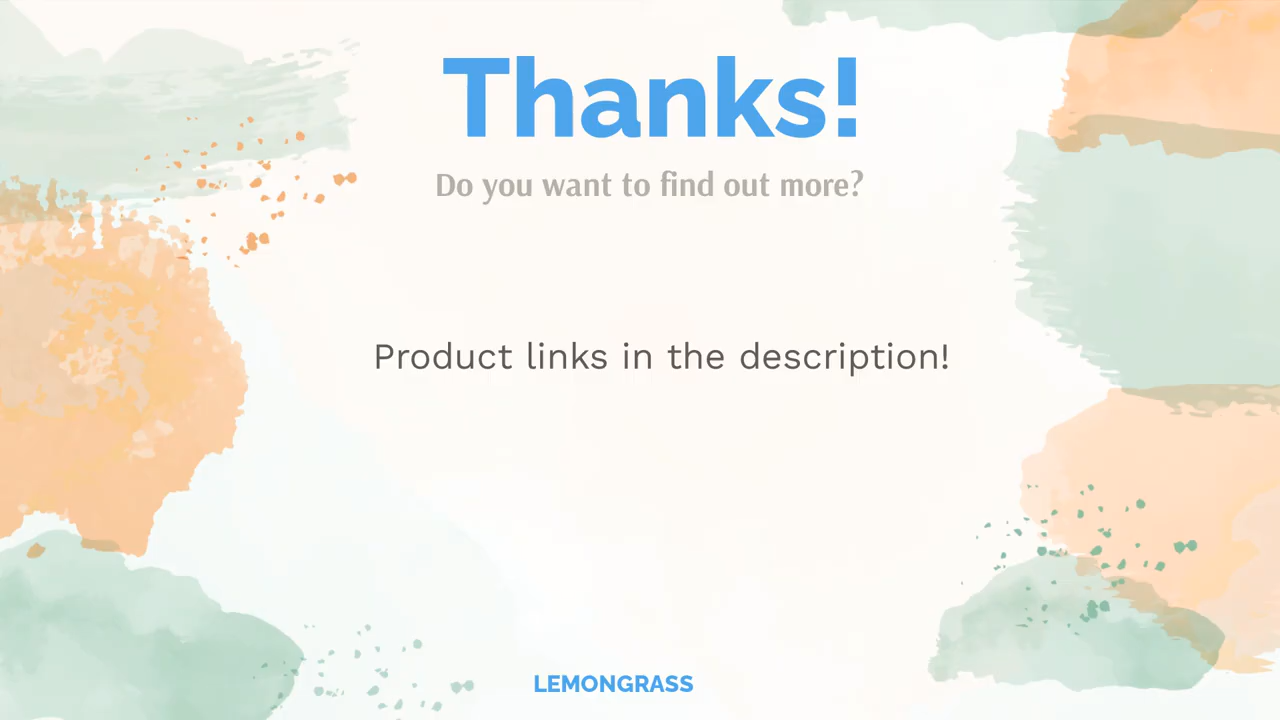 Thanks!
Do you want to find out more?
Product links in the description!
LEMONGRASS